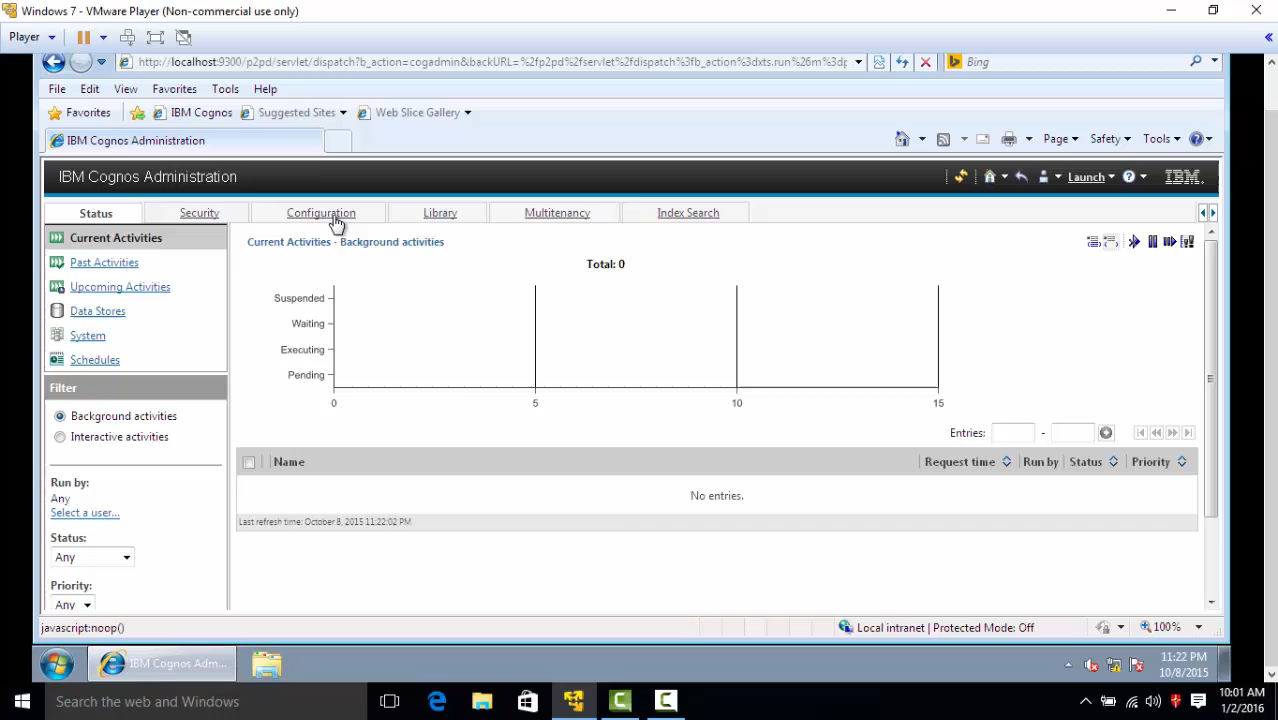 Windows 7 - VMware Player (Non-commercial use only)
Player
http://localhost:9300/p2pd/servlet/dispatch?b_action=cogadmin&backURL=%2fp2pd%2fservlet%2fdispatch%3fb_action%3dxts.run%26m%3dp
Bing
File Edit View Favorites Tools Help
Favorites IBM Cognos Suggested Sites Web Slice Gallery
IBM Cognos Administration
Page Safety Tools
IBM Cognos Administration
Launch
IBM.
Status Security Configuration Library Multitenancy Index Search
Current Activities
Past Activities
Upcoming Activities
Data Stores
System
Schedules
Filter
Background activities
Interactive activities
Run by:
Any
Select a user...
Status:
Any
Priority:
Any
Current Activities - Background activities
Total: 0
Suspended
Waiting
Executing
Pending
0 5 10 15
Entries: -
Name Request time Run by Status Priority
No entries.
Last refresh time: October 8, 2015 11:22:02 PM
javascript:noop()
Local intranet | Protected Mode: Off
100%
IBM Cognos Adm...
11:22 PM
10/8/2015
Search the web and Windows
10:01 AM
1/2/2016